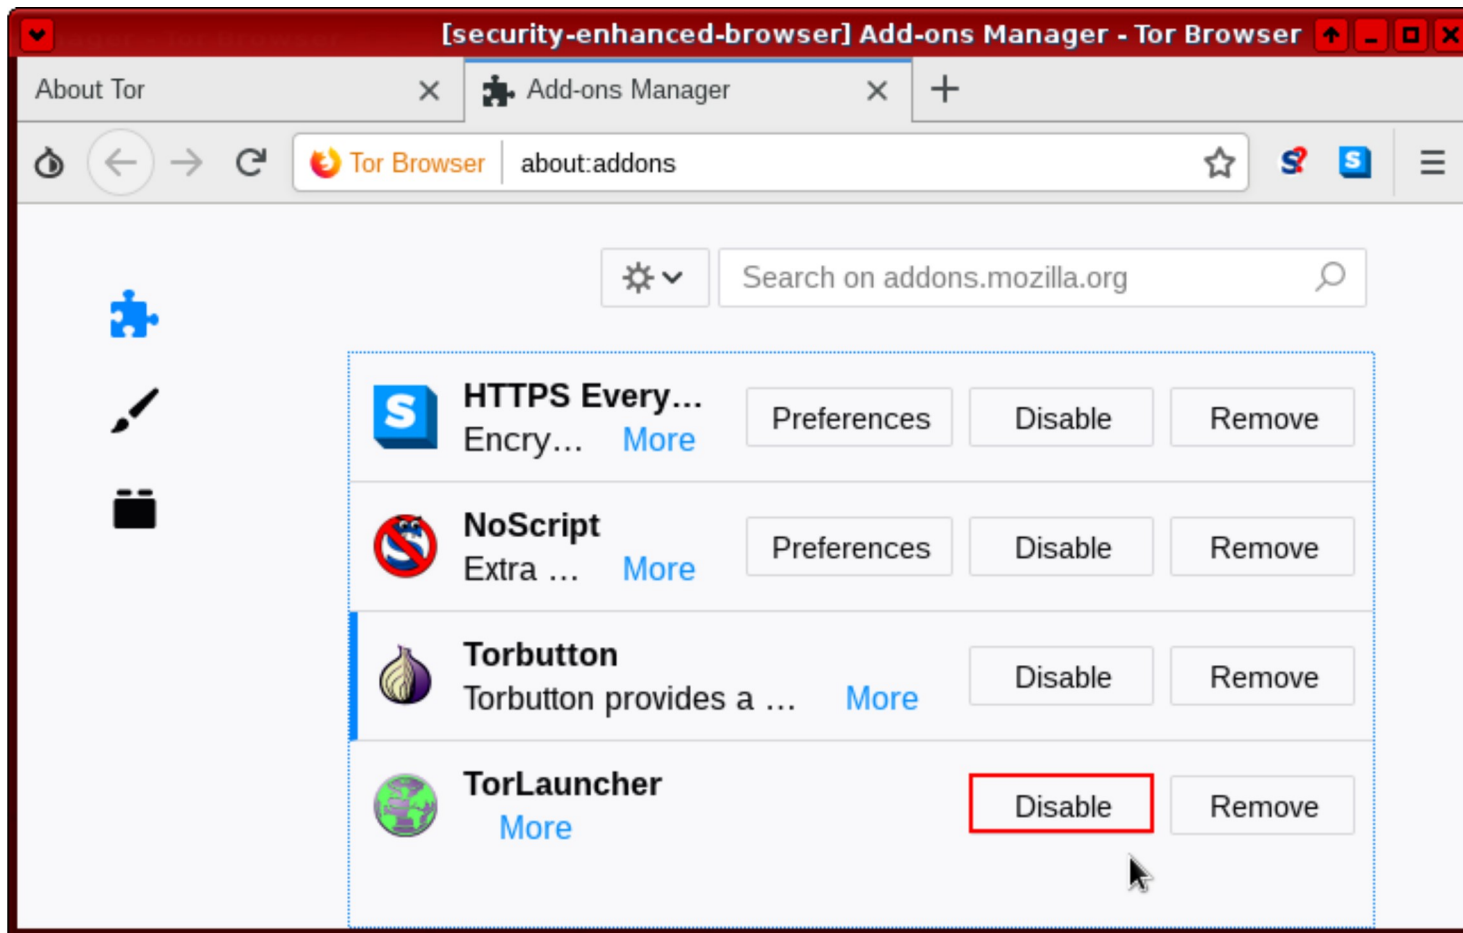 [security-enhanced-browser] Add-ons Manager - Tor Browser
About Tor
Add-ons Manager
Tor Browser
about:addons
Search on addons.mozilla.org
HTTPS Every…
Encry… More
Preferences Disable Remove
NoScript
Extra … More
Preferences Disable Remove
Torbutton
Torbutton provides a … More
Disable Remove
TorLauncher
More
Disable Remove